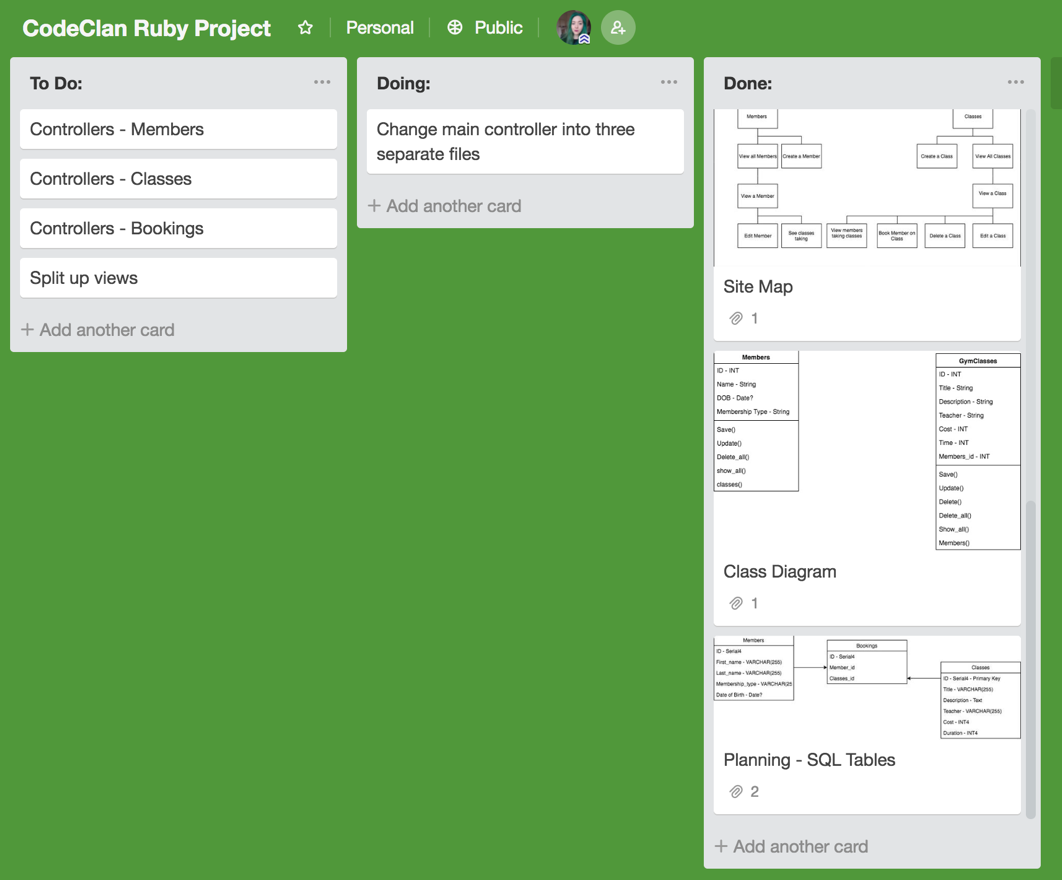 CodeClan Ruby Project
Personal
Public
To Do:
Controllers - Members
Controllers - Classes
Controllers - Bookings
Split up views
+ Add another card
Doing:
Change main controller into three
separate files
+ Add another card
Done:
Members
Classes
View all Members
Create a Member
Create a Class
View All Classes
View a Member
View a Class
Edit Member
See classes
taking
View members
taking classes
Book Member on
Class
Delete a Class
Edit a Class
Site Map
1
Members
ID - INT
Name - String
DOB - Date?
Membership Type - String
Save()
Update()
Delete_all()
show_all()
classes()
GymClasses
ID - INT
Title - String
Description - String
Teacher - String
Cost - INT
Time - INT
Members_id - INT
Save()
Update()
Delete()
Delete_all()
Show_all()
Members()
Class Diagram
1
Members
ID - Serial4
First_name - VARCHAR(255)
Last_name - VARCHAR(255)
Membership_type - VARCHAR(25
Date of Birth - Date?
Bookings
ID - Serial4
Member_id
Classes_id
Classes
ID - Serial4 - Primary Key
Title - VARCHAR(255)
Description - Text
Teacher - VARCHAR(255)
Cost - INT4
Duration - INT4
Planning - SQL Tables
2
+ Add another card